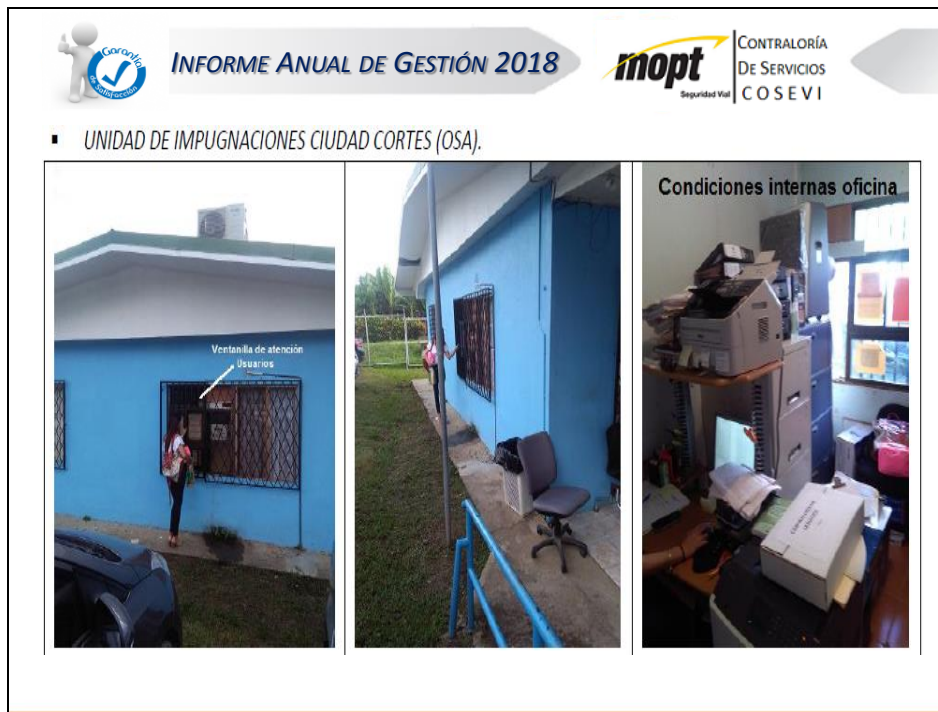 Garantía
de Satisfacción
INFORME ANUAL DE GESTIÓN 2018
mopt
Seguridad Vial
CONTRALORÍA
DE SERVICIOS
COSEVI
▪ UNIDAD DE IMPUGNACIONES CIUDAD CORTES (OSA).
Ventanilla de atención
Usuarios
Condiciones internas oficina